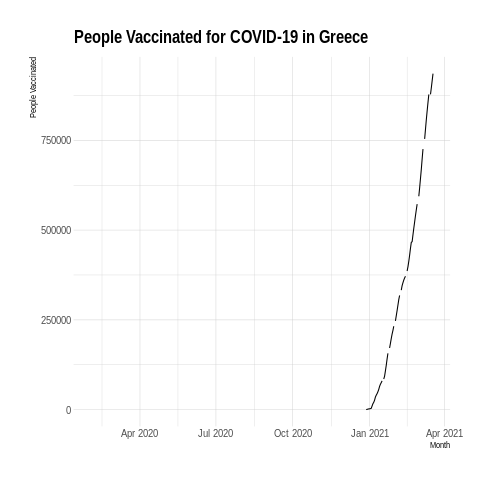 People Vaccinated for COVID-19 in Greece
People Vaccinated
750000
500000
250000
0
Apr 2020 Jul 2020 Oct 2020 Jan 2021 Apr 2021
Month